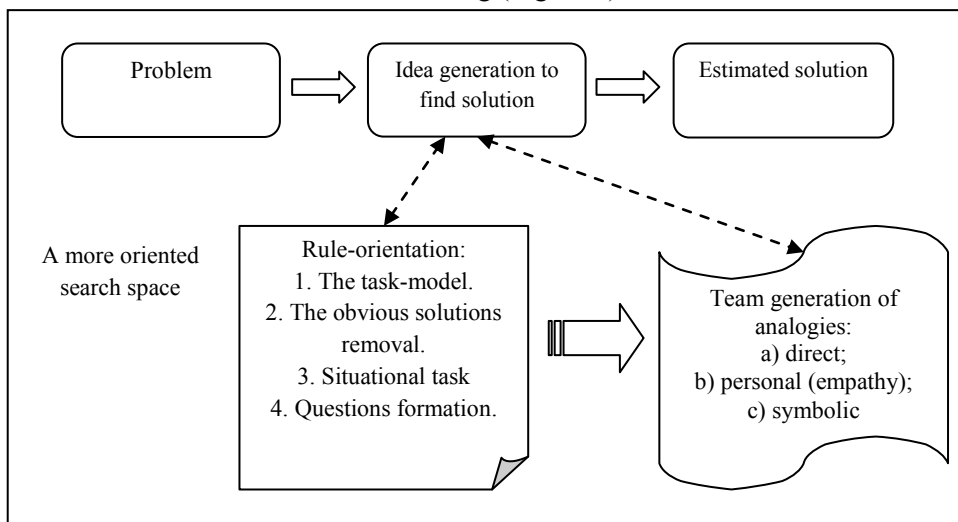 Problem
Idea generation to
find solution
Estimated solution
A more oriented
search space
Rule-orientation:
1. The task-model.
2. The obvious solutions
removal.
3. Situational task
4. Questions formation.
Team generation of
analogies:
a) direct;
b) personal (empathy);
c) symbolic